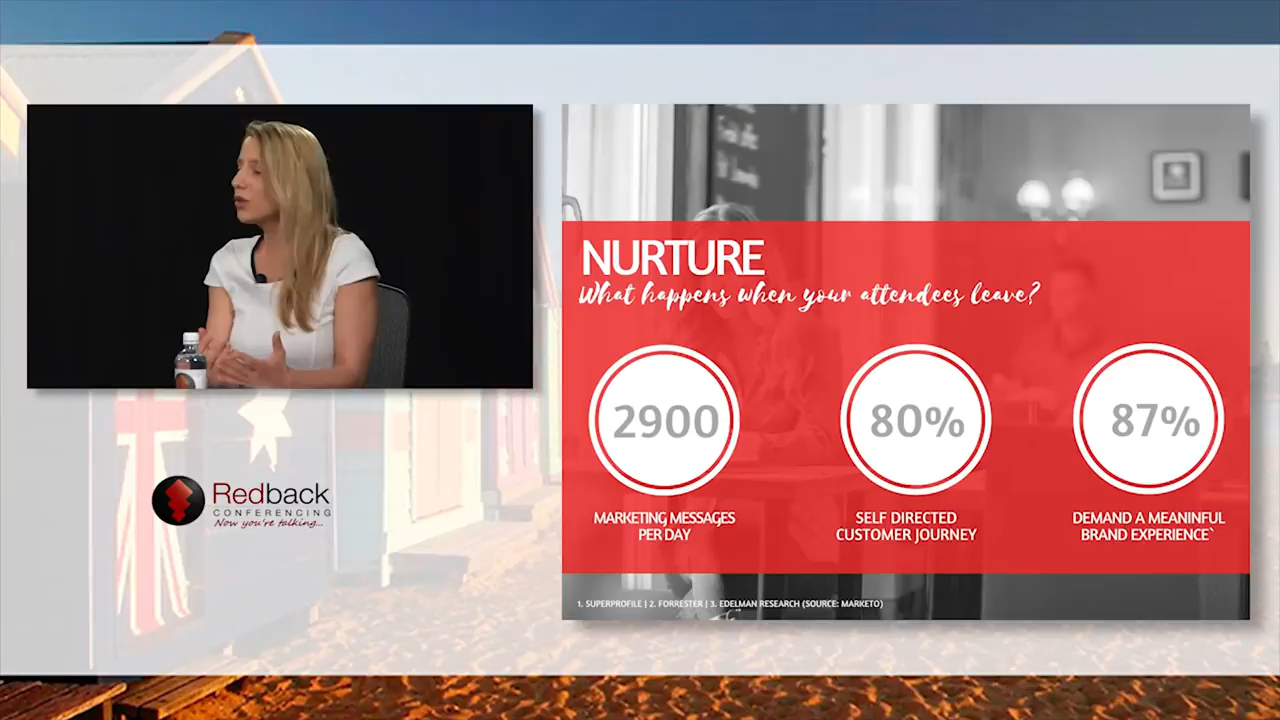 Redback
CONFERENCING
Now you're talking...
NURTURE
What happens when your attendees leave?
2900
80%
87%
MARKETING MESSAGES
PER DAY
SELF DIRECTED
CUSTOMER JOURNEY
DEMAND A MEANINFUL
BRAND EXPERIENCE`
1. SUPERPROFILE | 2. FORRESTER | 3. EDELMAN RESEARCH (SOURCE: MARKETO)